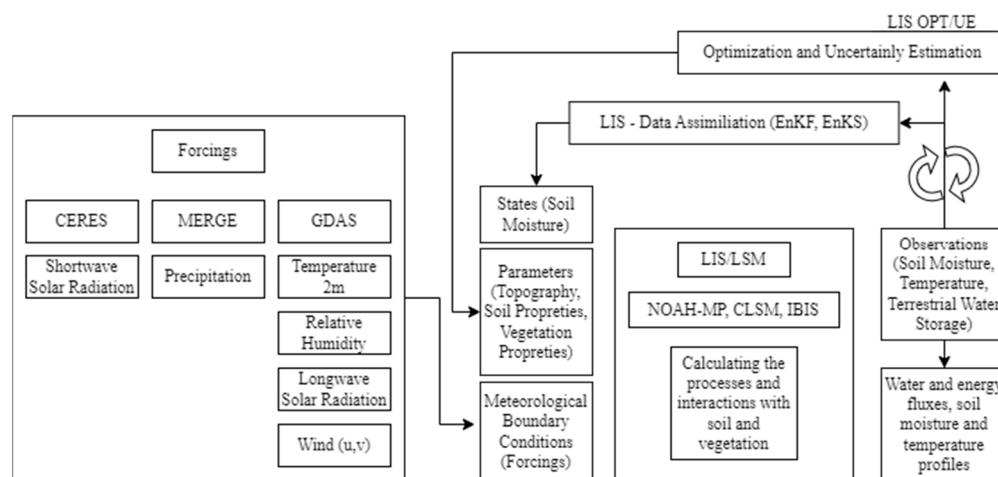 LIS OPT/UE
Optimization and Uncertainly Estimation
LIS - Data Assimiliation (EnKF, EnKS)
Forcings
CERES
MERGE
GDAS
Shortwave
Solar Radiation
Precipitation
Temperature
2m
Relative
Humidity
Longwave
Solar Radiation
Wind (u,v)
States (Soil
Moisture)
Parameters
(Topography,
Soil Propreties,
Vegetation
Propreties)
Meteorological
Boundary
Conditions
(Forcings)
LIS/LSM
NOAH-MP, CLSM, IBIS
Calculating the
processes and
interactions with
soil and
vegetation
Observations
(Soil Moisture,
Temperature,
Terrestrial Water
Storage)
Water and energy
fluxes, soil
moisture and
temperature
profiles